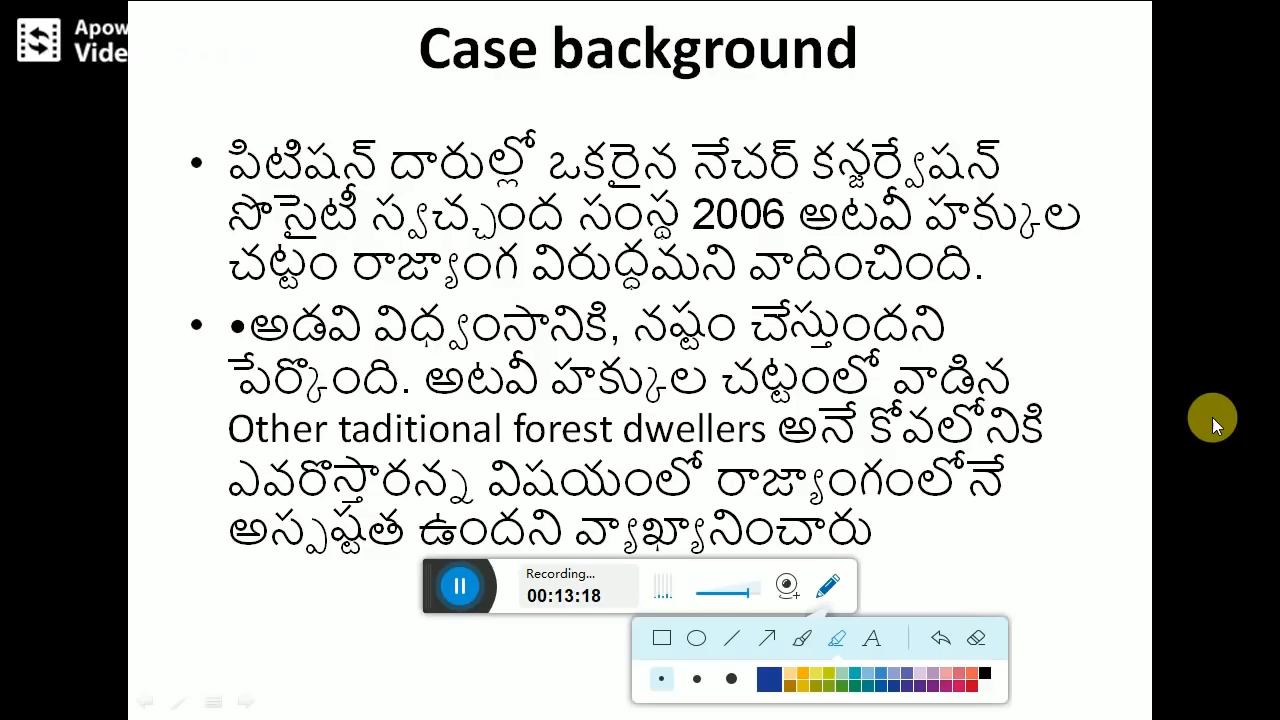 Apow
Vide
Case background
• పిటిషన్ దారుల్లో ఒకరైన నేచర్ కన్జర్వేషన్
సొసైటీ స్వచ్ఛంద సంస్థ 2006 అటవీ హక్కుల
చట్టం రాజ్యాంగ విరుద్ధమని వాదించింది.
• •అడవి విధ్వంసానికి, నష్టం చేస్తుందని
పేర్కొంది. అటవీ హక్కుల చట్టంలో వాడిన
Other taditional forest dwellers అనే కోవలోనికి
ఎవరొస్తారన్న విషయంలో రాజ్యాంగంలోనే
అస్పష్టత ఉందని వ్యాఖ్యానించారు
Recording...
00:13:18
A